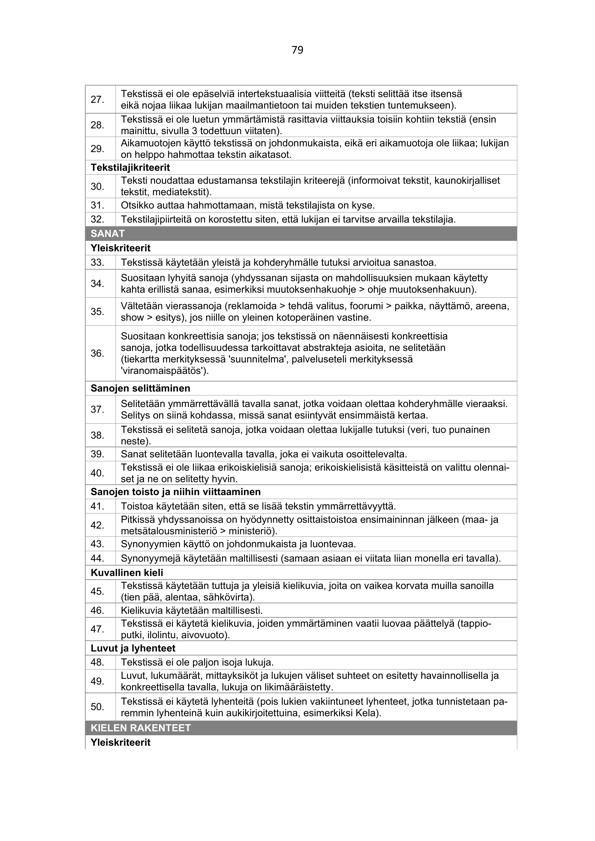 79
27. Tekstissä ei ole epäselviä intertekstuaalisia viitteitä (teksti selittää itse itsensä
eikä nojaa liikaa lukijan maailmantietoon tai muiden tekstien tuntemukseen).
28. Tekstissä ei ole luetun ymmärtämistä rasittavia viittauksia toisiin kohtiin tekstiä (ensin
mainittu, sivulla 3 todettuun viitaten).
29. Aikamuotojen käyttö tekstissä on johdonmukaista, eikä eri aikamuotoja ole liikaa; lukijan
on helppo hahmottaa tekstin aikatasot.
Tekstilajikriteerit
30. Teksti noudattaa edustamansa tekstilajin kriteerejä (informoivat tekstit, kaunokirjalliset
tekstit, mediatekstit).
31. Otsikko auttaa hahmottamaan, mistä tekstilajista on kyse.
32. Tekstilajipiirteitä on korostettu siten, että lukijan ei tarvitse arvailla tekstilajia.
SANAT
Yleiskriteerit
33. Tekstissä käytetään yleistä ja kohderyhmälle tutuksi arvioitua sanastoa.
34. Suositaan lyhyitä sanoja (yhdyssanan sijasta on mahdollisuuksien mukaan käytetty
kahta erillistä sanaa, esimerkiksi muutoksenhakuohje > ohje muutoksenhakuun).
35. Vältetään vierassanoja (reklamoida > tehdä valitus, foorumi > paikka, näyttämö, areena,
show > esitys), jos niille on yleinen kotoperäinen vastine.
36. Suositaan konkreettisia sanoja; jos tekstissä on näennäisesti konkreettisia
sanoja, jotka todellisuudessa tarkoittavat abstrakteja asioita, ne selitetään
(tiekartta merkityksessä 'suunnitelma', palveluseteli merkityksessä
'viranomaispäätös').
Sanojen selittäminen
37. Selitetään ymmärrettävällä tavalla sanat, jotka voidaan olettaa kohderyhmälle vieraaksi.
Selitys on siinä kohdassa, missä sanat esiintyvät ensimmäistä kertaa.
38. Tekstissä ei selitetä sanoja, jotka voidaan olettaa lukijalle tutuksi (veri, tuo punainen
neste).
39. Sanat selitetään luontevalla tavalla, joka ei vaikuta osoittelevalta.
40. Tekstissä ei ole liikaa erikoiskielisiä sanoja; erikoiskielisistä käsitteistä on valittu olennai-
set ja ne on selitetty hyvin.
Sanojen toisto ja niihin viittaaminen
41. Toistoa käytetään siten, että se lisää tekstin ymmärrettävyyttä.
42. Pitkissä yhdyssanoissa on hyödynnetty osittaistoistoa ensimaininnan jälkeen (maa- ja
metsätalousministeriö > ministeriö).
43. Synonyymien käyttö on johdonmukaista ja luontevaa.
44. Synonyymejä käytetään maltillisesti (samaan asiaan ei viitata liian monella eri tavalla).
Kuvallinen kieli
45. Tekstissä käytetään tuttuja ja yleisiä kielikuvia, joita on vaikea korvata muilla sanoilla
(tien pää, alentaa, sähkövirta).
46. Kielikuvia käytetään maltillisesti.
47. Tekstissä ei käytetä kielikuvia, joiden ymmärtäminen vaatii luovaa päättelyä (tappio-
putki, ilolintu, aivovuoto).
Luvut ja lyhenteet
48. Tekstissä ei ole paljon isoja lukuja.
49. Luvut, lukumäärät, mittayksiköt ja lukujen väliset suhteet on esitetty havainnollisella ja
konkreettisella tavalla, lukuja on likimääräistetty.
50. Tekstissä ei käytetä lyhenteitä (pois lukien vakiintuneet lyhenteet, jotka tunnistetaan pa-
remmin lyhenteinä kuin aukikirjoitettuina, esimerkiksi Kela).
KIELEN RAKENTEET
Yleiskriteerit